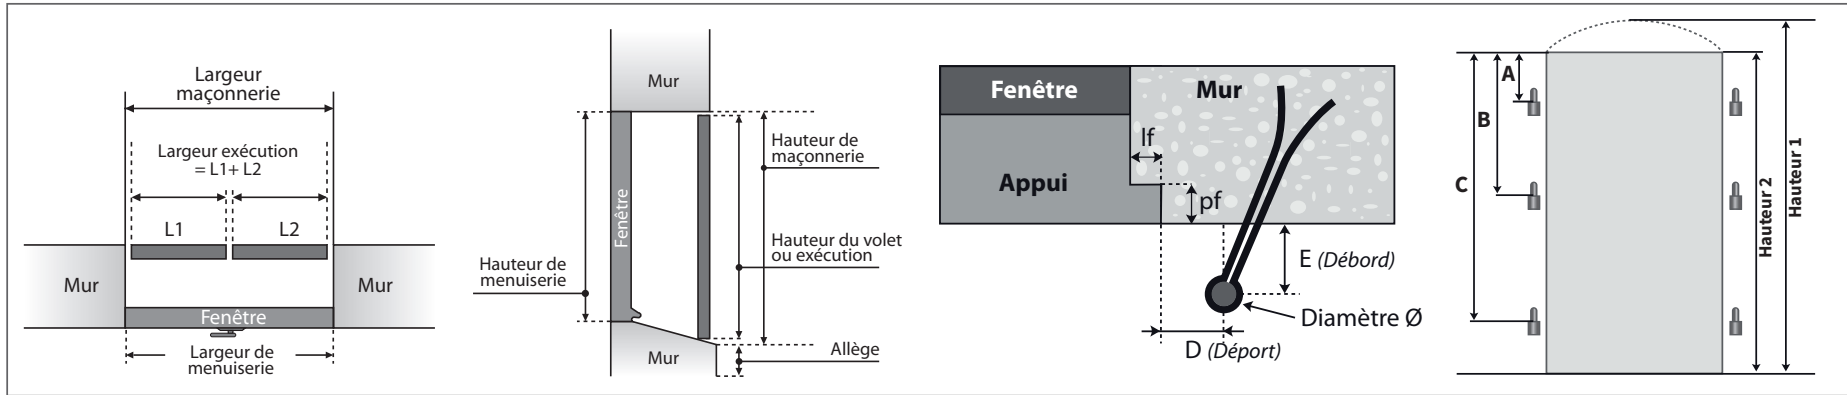 Largeur
maçonnerie
Largeur exécution
= L1+ L2
L1
L2
Mur
Mur
Fenêtre
Largeur de
menuiserie
Mur
Hauteur de
maçonnerie
Fenêtre
Hauteur du volet
ou exécution
Hauteur de
menuiserie
Mur
Allège
Fenêtre
Mur
lf
Appui
pf
E (Débord)
Diamètre Ø
D (Déport)
A
B
C
Hauteur 2
Hauteur 1